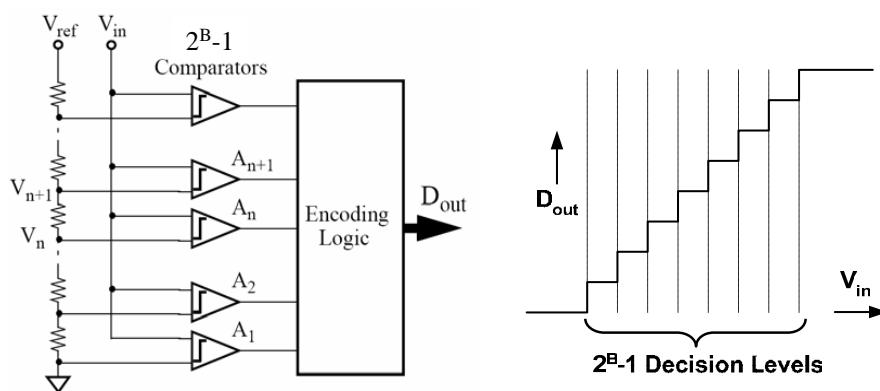 V_ref V_in
2^B-1
Comparators
A_n+1
V_n+1
A_n
V_n
A_2
A_1
Encoding
Logic
D_out
D_out
V_in
2^B-1 Decision Levels